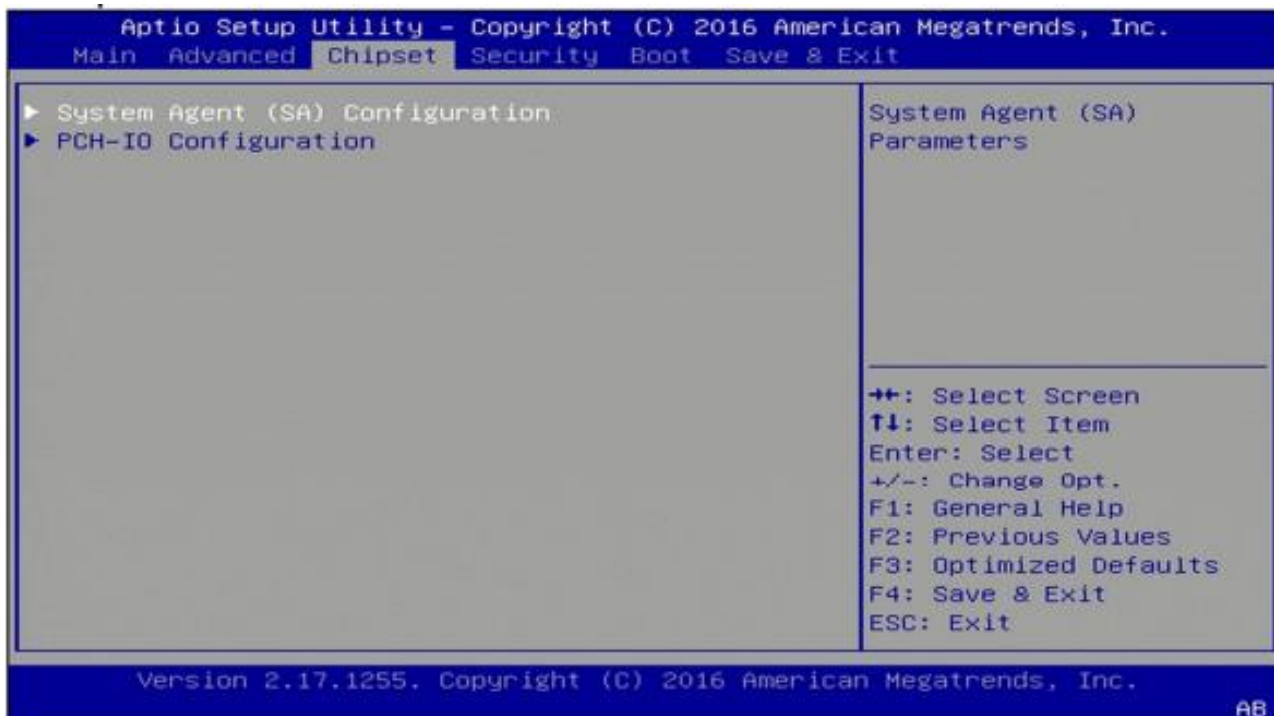 Aptio Setup Utility – Copyright (C) 2016 American Megatrends, Inc.
Main Advanced Chipset Security Boot Save & Exit
▶ System Agent (SA) Configuration
▶ PCH-IO Configuration
System Agent (SA)
Parameters
→←: Select Screen
↑↓: Select Item
Enter: Select
+/-: Change Opt.
F1: General Help
F2: Previous Values
F3: Optimized Defaults
F4: Save & Exit
ESC: Exit
Version 2.17.1255. Copyright (C) 2016 American Megatrends, Inc.
AB